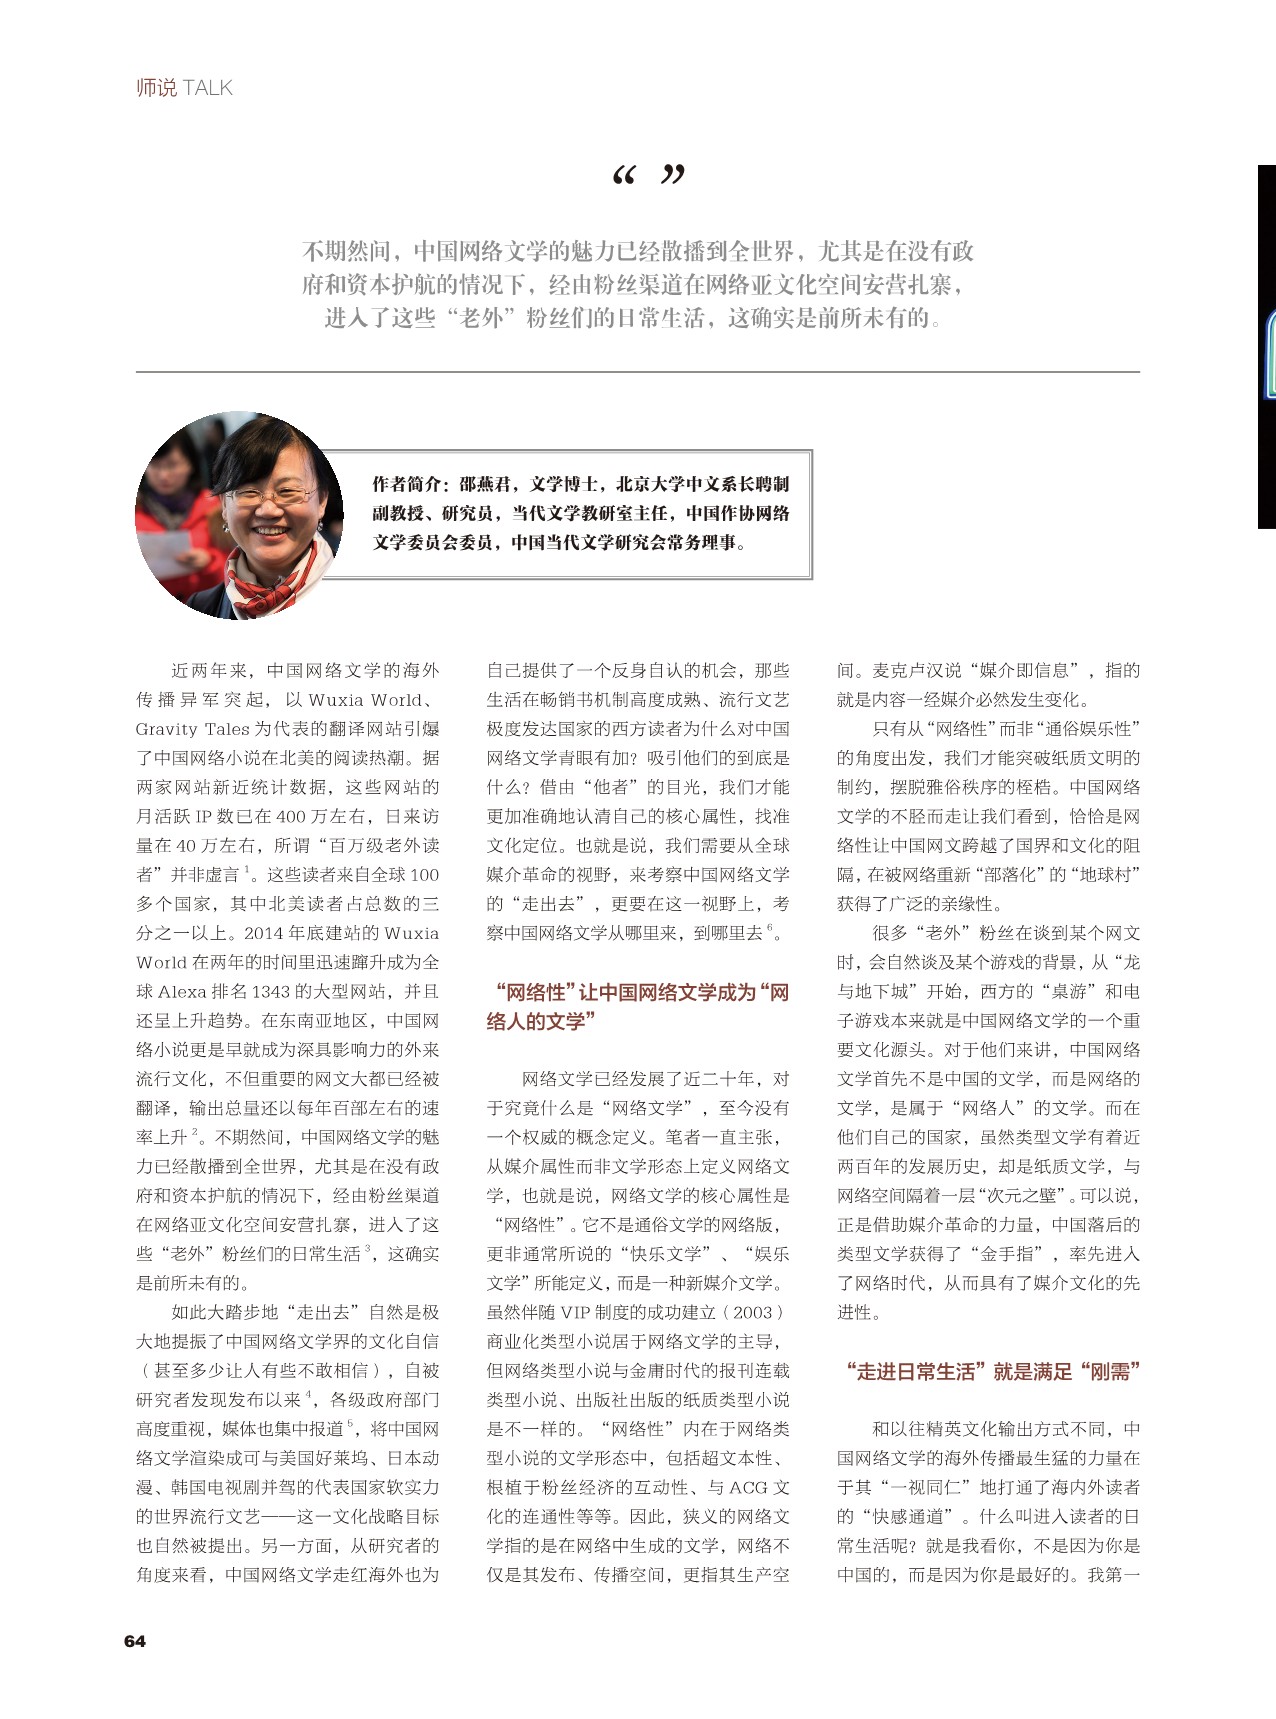 师说 TALK
“ ”
不期然间，中国网络文学的魅力已经散播到全世界，尤其是在没有政
府和资本护航的情况下，经由粉丝渠道在网络亚文化空间安营扎寨，
进入了这些“老外”粉丝们的日常生活，这确实是前所未有的。
作者简介：邵燕君，文学博士，北京大学中文系长聘制
副教授、研究员，当代文学教研室主任，中国作协网络
文学委员会委员，中国当代文学研究会常务理事。
近两年来，中国网络文学的海外
传播异军突起，以 Wuxia World、
Gravity Tales 为代表的翻译网站引爆
了中国网络小说在北美的阅读热潮。据
两家网站新近统计数据，这些网站的
月活跃 IP 数已在 400 万左右，日来访
量在 40 万左右，所谓“百万级老外读
者”并非虚言1。这些读者来自全球 100
多个国家，其中北美读者占总数的三
分之一以上。2014 年底建站的 Wuxia
World 在两年的时间里迅速蹿升成为全
球 Alexa 排名 1343 的大型网站，并且
还呈上升趋势。在东南亚地区，中国网
络小说更是早就成为深具影响力的外来
流行文化，不但重要的网文大都已经被
翻译，输出总量还以每年百部左右的速
率上升2。不期然间，中国网络文学的魅
力已经散播到全世界，尤其是在没有政
府和资本护航的情况下，经由粉丝渠道
在网络亚文化空间安营扎寨，进入了这
些“老外”粉丝们的日常生活3，这确实
是前所未有的。
如此大踏步地“走出去”自然是极
大地提振了中国网络文学界的文化自信
（甚至多少让人有些不敢相信），自被
研究者发现发布以来4，各级政府部门
高度重视，媒体也集中报道5，将中国网
络文学渲染成可与美国好莱坞、日本动
漫、韩国电视剧并驾的代表国家软实力
的世界流行文艺——这一文化战略目标
也自然被提出。另一方面，从研究者的
角度来看，中国网络文学走红海外也为
自己提供了一个反身自认的机会，那些
生活在畅销书机制高度成熟、流行文艺
极度发达国家的西方读者为什么对中国
网络文学青眼有加？吸引他们的到底是
什么？借由“他者”的目光，我们才能
更加准确地认清自己的核心属性，找准
文化定位。也就是说，我们需要从全球
媒介革命的视野，来考察中国网络文学
的“走出去”，更要在这一视野上，考
察中国网络文学从哪里来，到哪里去6。
“网络性”让中国网络文学成为“网
络人的文学”
网络文学已经发展了近二十年，对
于究竟什么是“网络文学”，至今没有
一个权威的概念定义。笔者一直主张，
从媒介属性而非文学形态上定义网络文
学，也就是说，网络文学的核心属性是
“网络性”。它不是通俗文学的网络版，
更非通常所说的“快乐文学”、“娱乐
文学”所能定义，而是一种新媒介文学。
虽然伴随 VIP 制度的成功建立（2003）
商业化类型小说居于网络文学的主导，
但网络类型小说与金庸时代的报刊连载
类型小说、出版社出版的纸质类型小说
是不一样的。“网络性”内在于网络类
型小说的文学形态中，包括超文本性、
根植于粉丝经济的互动性、与 ACG 文
化的连通性等等。因此，狭义的网络文
学指的是在网络中生成的文学，网络不
仅是其发布、传播空间，更指其生产空
间。麦克卢汉说“媒介即信息”，指的
就是内容一经媒介必然发生变化。
只有从“网络性”而非“通俗娱乐性”
的角度出发，我们才能突破纸质文明的
制约，摆脱雅俗秩序的桎梏。中国网络
文学的不胫而走让我们看到，恰恰是网
络性让中国网文跨越了国界和文化的阻
隔，在被网络重新“部落化”的“地球村”
获得了广泛的亲缘性。
很多“老外”粉丝在谈到某个网文
时，会自然谈及某个游戏的背景，从“龙
与地下城”开始，西方的“桌游”和电
子游戏本来就是中国网络文学的一个重
要文化源头。对于他们来讲，中国网络
文学首先不是中国的文学，而是网络的
文学，是属于“网络人”的文学。而在
他们自己的国家，虽然类型文学有着近
两百年的发展历史，却是纸质文学，与
网络空间隔着一层“次元之壁”。可以说，
正是借助媒介革命的力量，中国落后的
类型文学获得了“金手指”，率先进入
了网络时代，从而具有了媒介文化的先
进性。
“走进日常生活”就是满足“刚需”
和以往精英文化输出方式不同，中
国网络文学的海外传播最生猛的力量在
于其“一视同仁”地打通了海内外读者
的“快感通道”。什么叫进入读者的日
常生活呢？就是我看你，不是因为你是
中国的，而是因为你是最好的。我第一
64